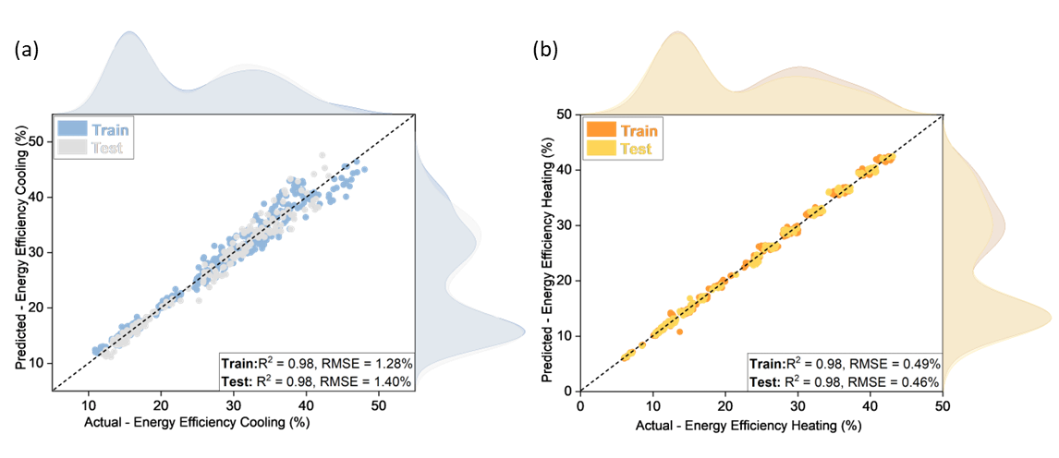 (a)
Train
Test
Predicted - Energy Efficiency Cooling (%)
50
40
30
20
10
Train:R² = 0.98, RMSE = 1.28%
Test: R² = 0.98, RMSE = 1.40%
10 20 30 40 50
Actual - Energy Efficiency Cooling (%)
(b)
Train
Test
Predicted - Energy Efficiency Heating (%)
50
40
30
20
10
0
Train:R² = 0.98, RMSE = 0.49%
Test: R² = 0.98, RMSE = 0.46%
0 10 20 30 40 50
Actual - Energy Efficiency Heating (%)